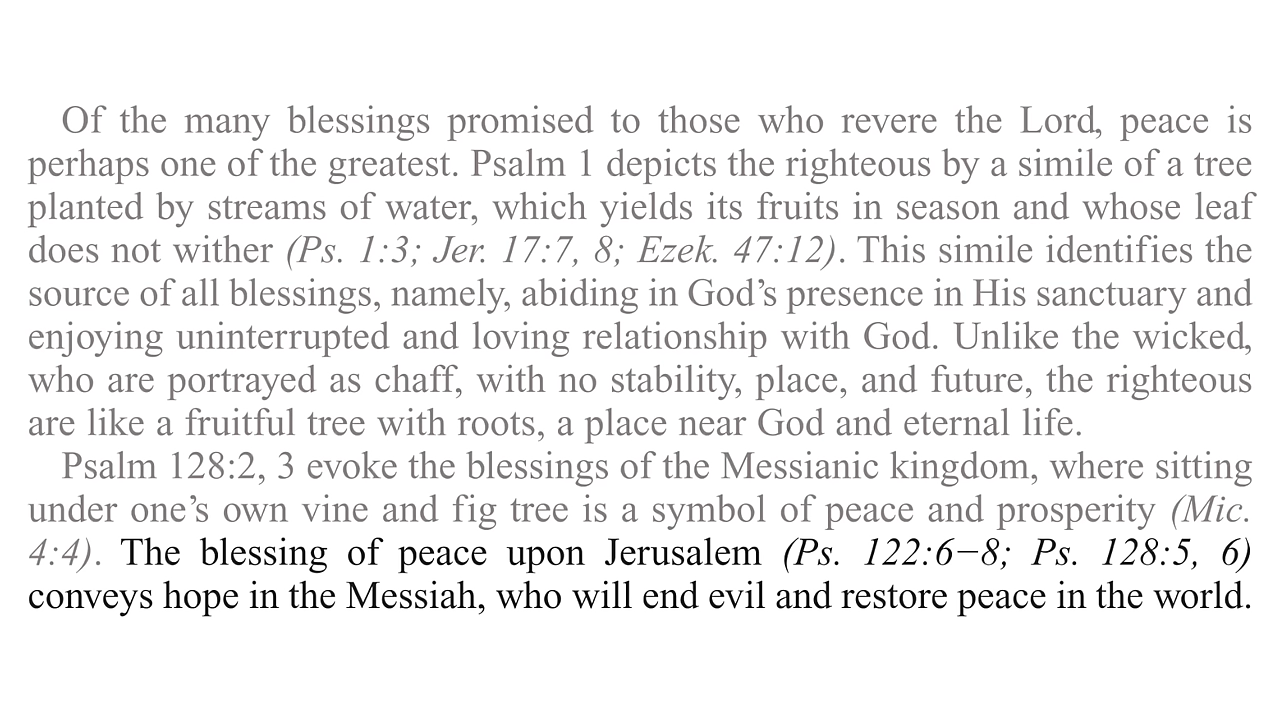 Of the many blessings promised to those who revere the Lord, peace is
perhaps one of the greatest. Psalm 1 depicts the righteous by a simile of a tree
planted by streams of water, which yields its fruits in season and whose leaf
does not wither (Ps. 1:3; Jer. 17:7, 8; Ezek. 47:12). This simile identifies the
source of all blessings, namely, abiding in God’s presence in His sanctuary and
enjoying uninterrupted and loving relationship with God. Unlike the wicked,
who are portrayed as chaff, with no stability, place, and future, the righteous
are like a fruitful tree with roots, a place near God and eternal life.
Psalm 128:2, 3 evoke the blessings of the Messianic kingdom, where sitting
under one’s own vine and fig tree is a symbol of peace and prosperity (Mic.
4:4). The blessing of peace upon Jerusalem (Ps. 122:6–8; Ps. 128:5, 6)
conveys hope in the Messiah, who will end evil and restore peace in the world.